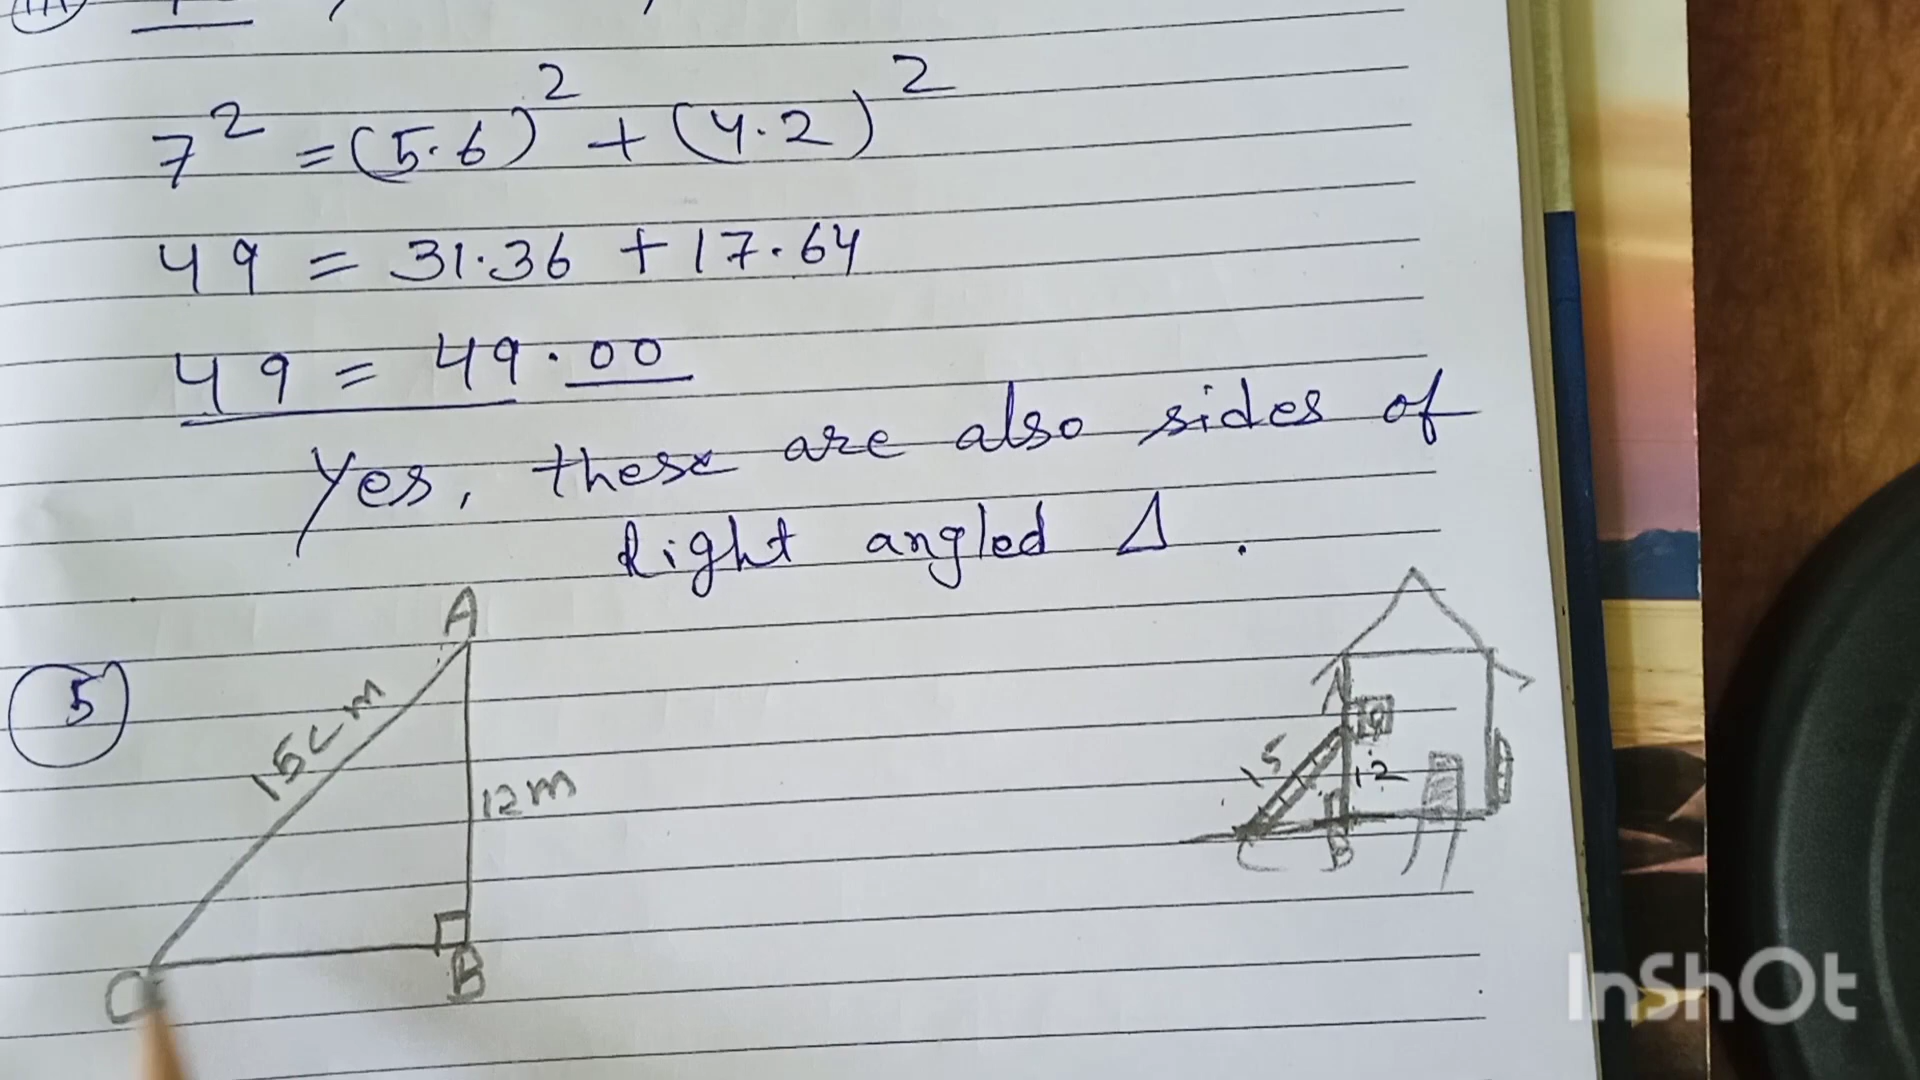 7² = (5.6)² + (4.2)²
49 = 31.36 + 17.64
49 = 49.00
Yes, these are also sides of
Right angled Δ.
5
A
15cm
12m
C
B
A
15
12
C
B
InShOt